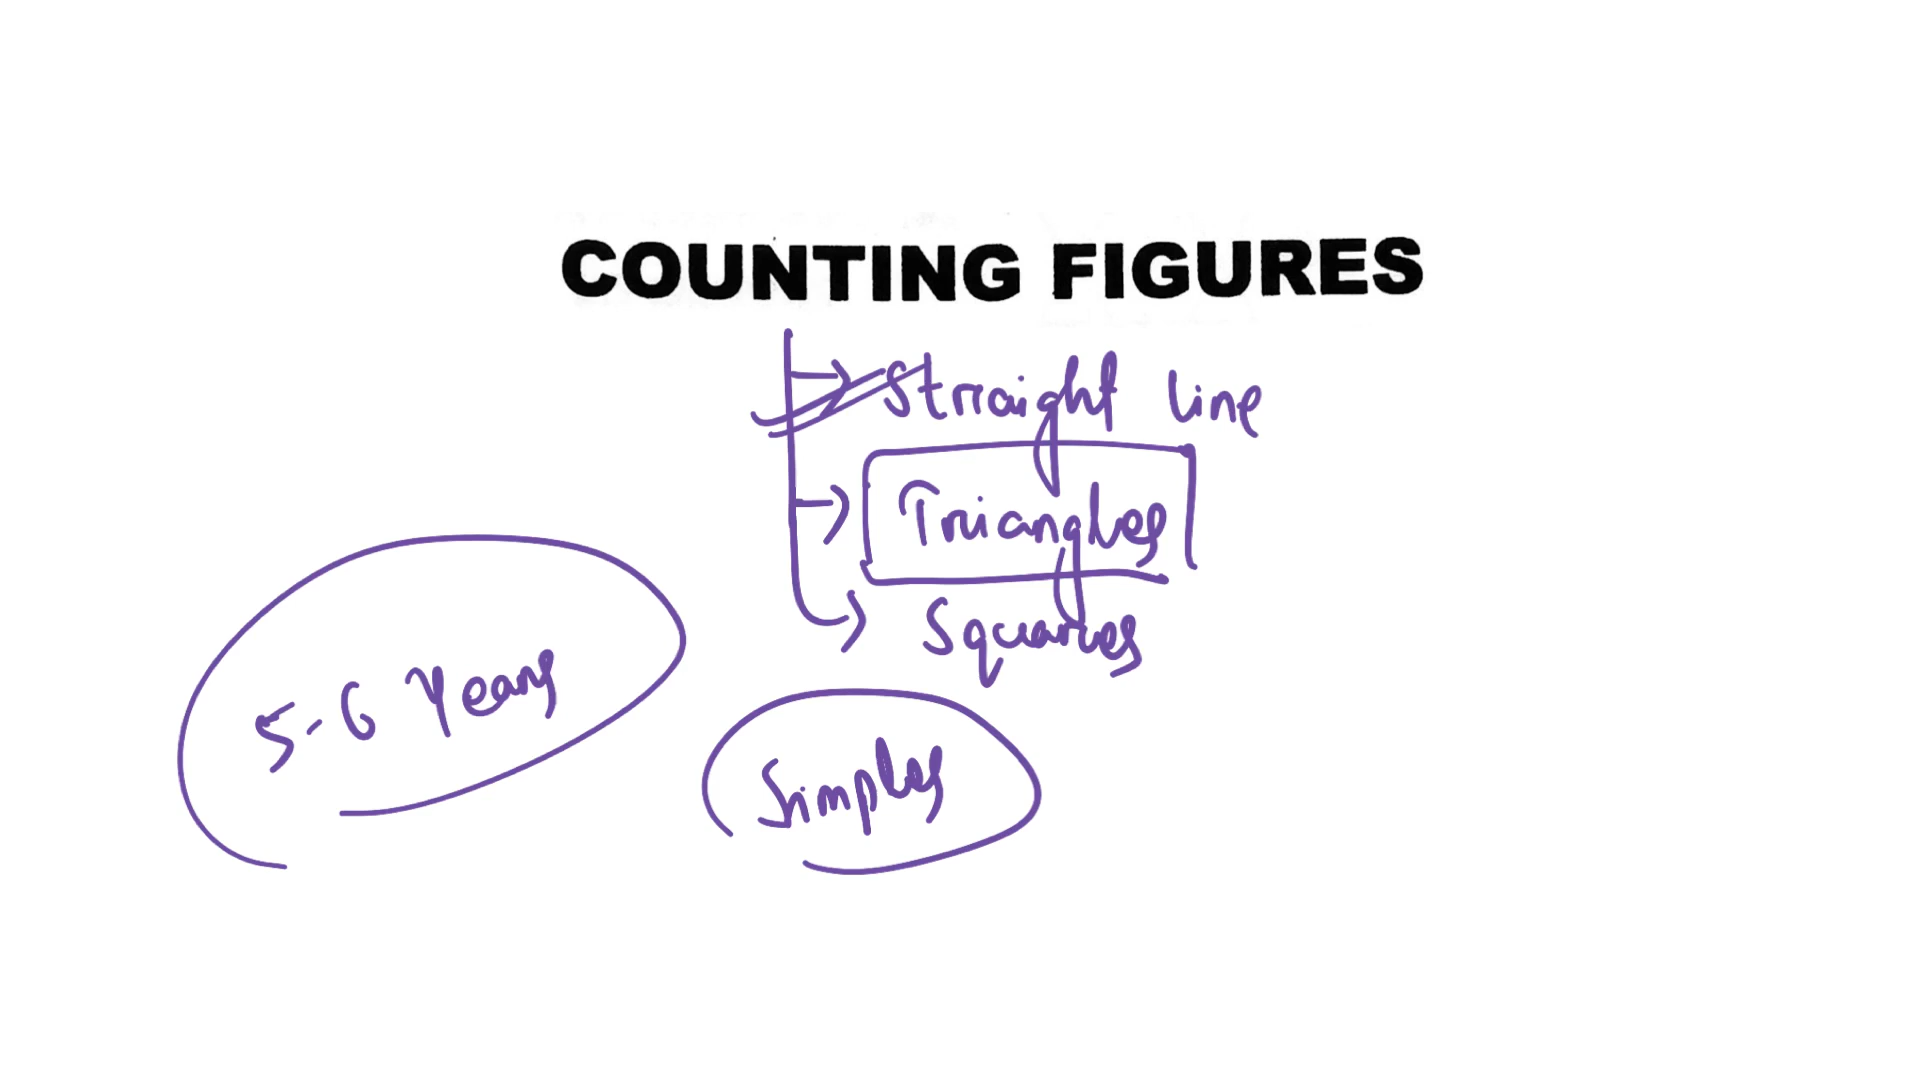 COUNTING FIGURES
Straight line
Triangles
Squares
5-6 Years
Simples